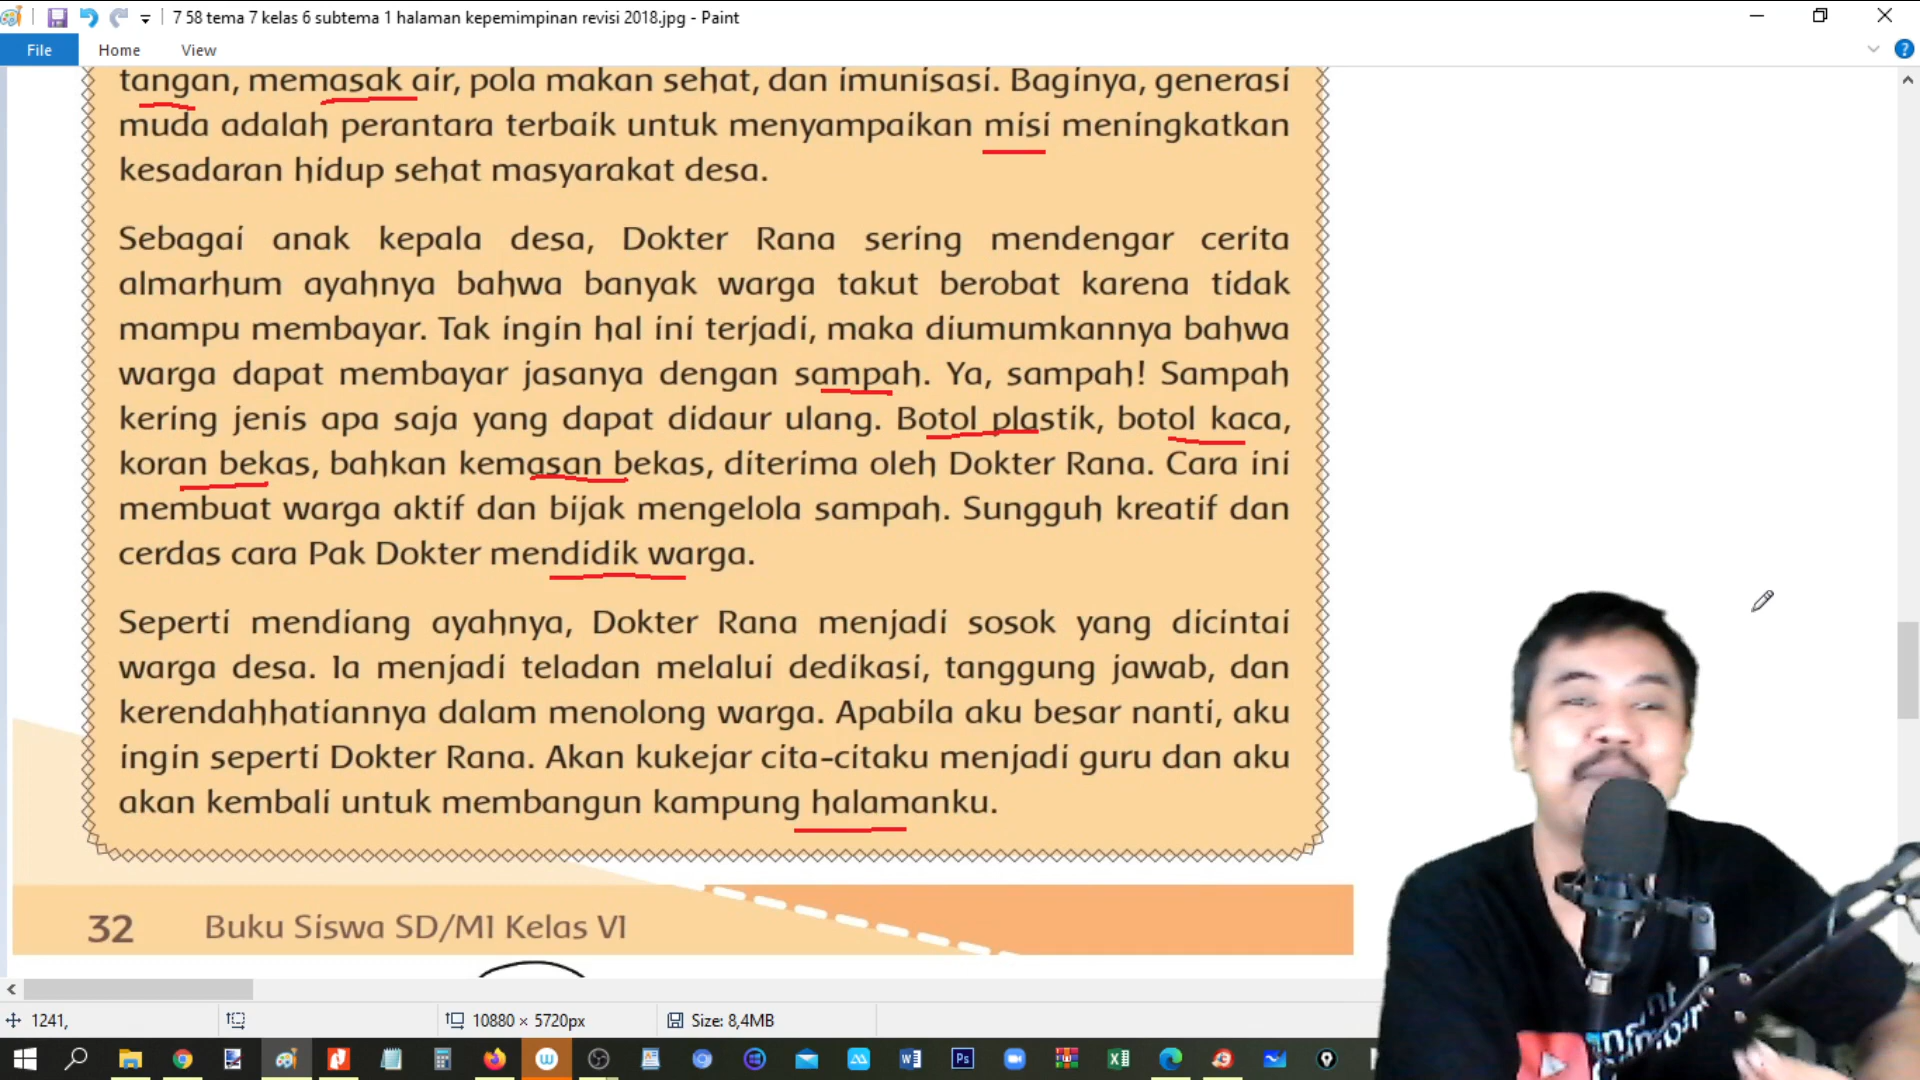 7 58 tema 7 kelas 6 subtema 1 halaman kepemimpinan revisi 2018.jpg - Paint
File Home View
tangan, memasak air, pola makan sehat, dan imunisasi. Baginya, generasi
muda adalah perantara terbaik untuk menyampaikan misi meningkatkan
kesadaran hidup sehat masyarakat desa.
Sebagai anak kepala desa, Dokter Rana sering mendengar cerita
almarhum ayahnya bahwa banyak warga takut berobat karena tidak
mampu membayar. Tak ingin hal ini terjadi, maka diumumkannya bahwa
warga dapat membayar jasanya dengan sampah. Ya, sampah! Sampah
kering jenis apa saja yang dapat didaur ulang. Botol plastik, botol kaca,
koran bekas, bahkan kemasan bekas, diterima oleh Dokter Rana. Cara ini
membuat warga aktif dan bijak mengelola sampah. Sungguh kreatif dan
cerdas cara Pak Dokter mendidik warga.
Seperti mendiang ayahnya, Dokter Rana menjadi sosok yang dicintai
warga desa. Ia menjadi teladan melalui dedikasi, tanggung jawab, dan
kerendahhatiannya dalam menolong warga. Apabila aku besar nanti, aku
ingin seperti Dokter Rana. Akan kukejar cita-citaku menjadi guru dan aku
akan kembali untuk membangun kampung halamanku.
32 Buku Siswa SD/MI Kelas VI
1241, 10880 × 5720px Size: 8,4MB